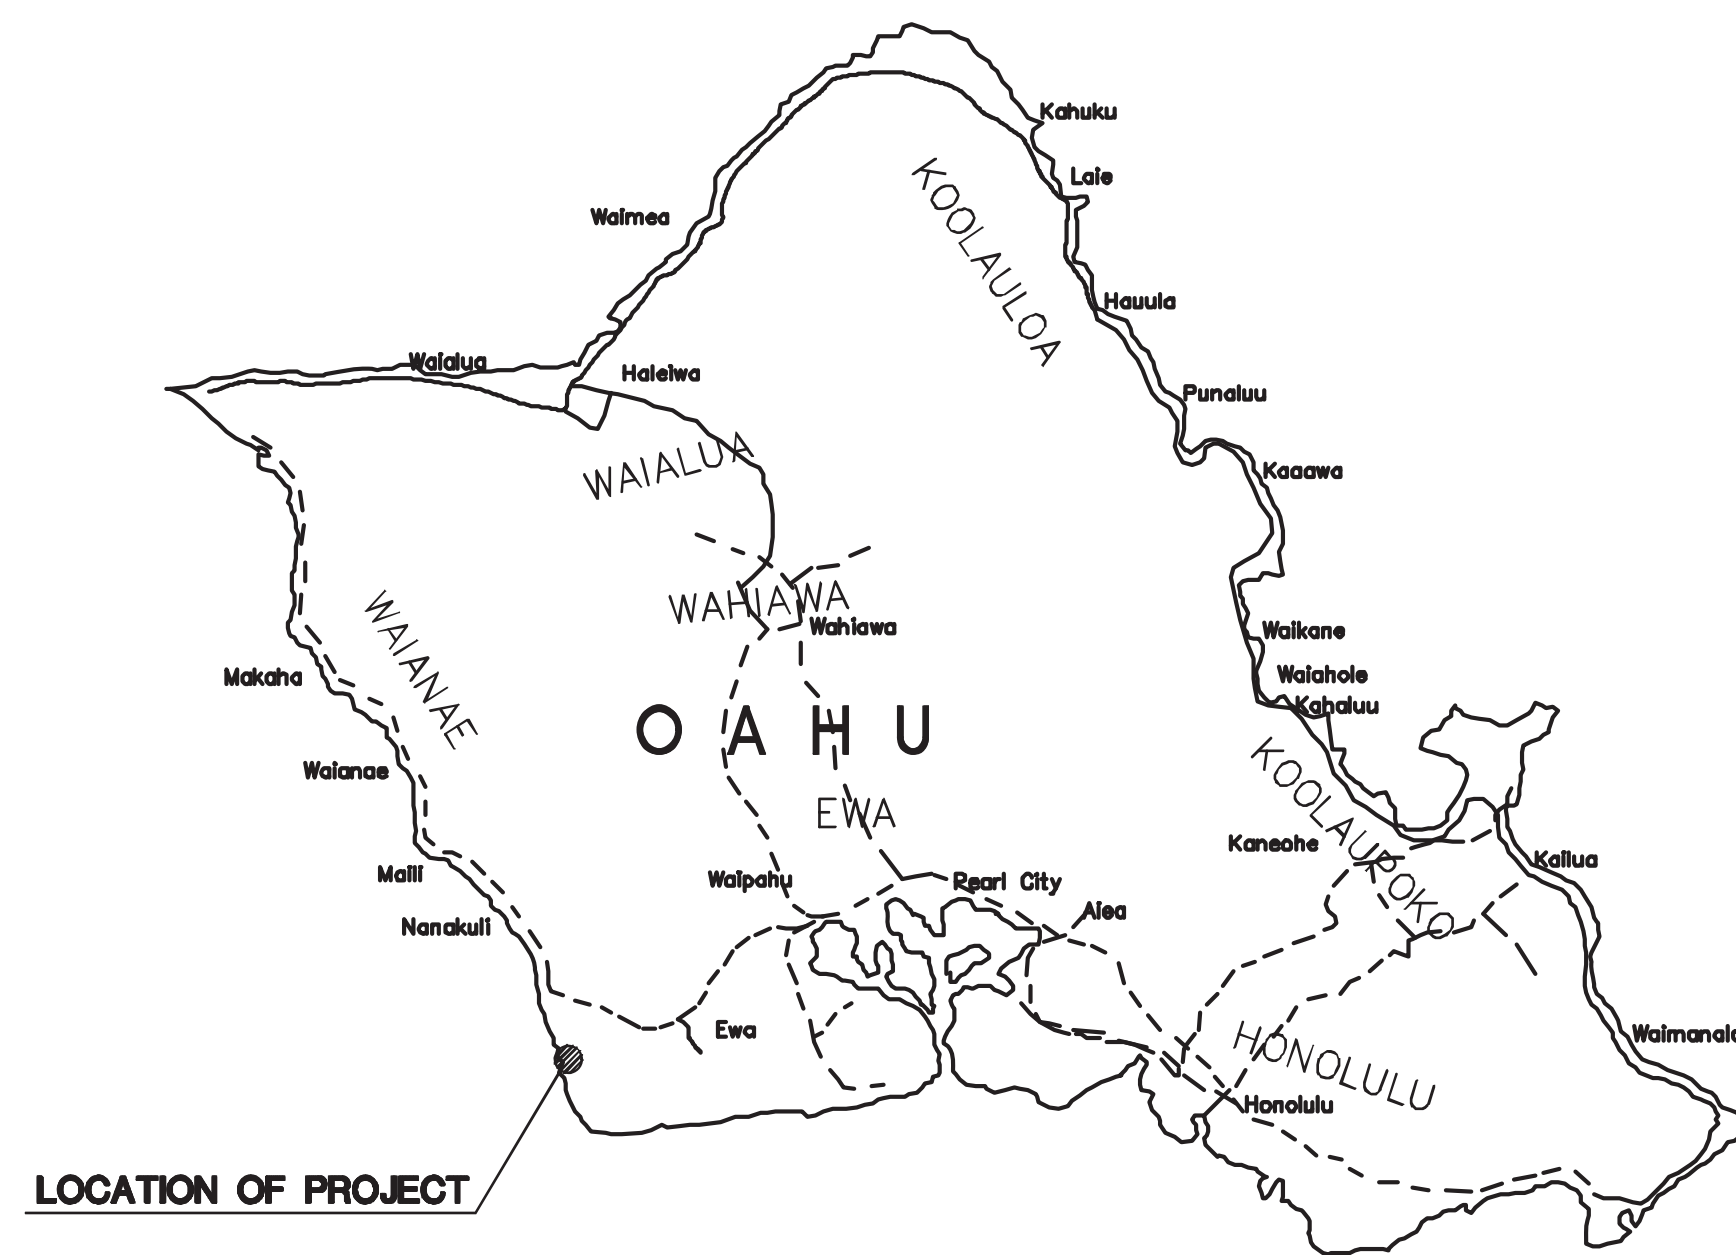 Kahuku
Laie
KOOLAULOA
Waimea
Hauula
Waialua
Haleiwa
Punaluu
WAIALUA
Kaaawa
WAIANAE
WAHIAWA
Wahiawa
Waikane
Makaha
Waiahole
Kahaluu
OAHU
Waianae
KOOLAUPOKO
EWA
Kaneohe
Kailua
Maili
Waipahu
Pearl City
Aiea
Nanakuli
Ewa
HONOLULU
Waimanalo
Honolulu
LOCATION OF PROJECT